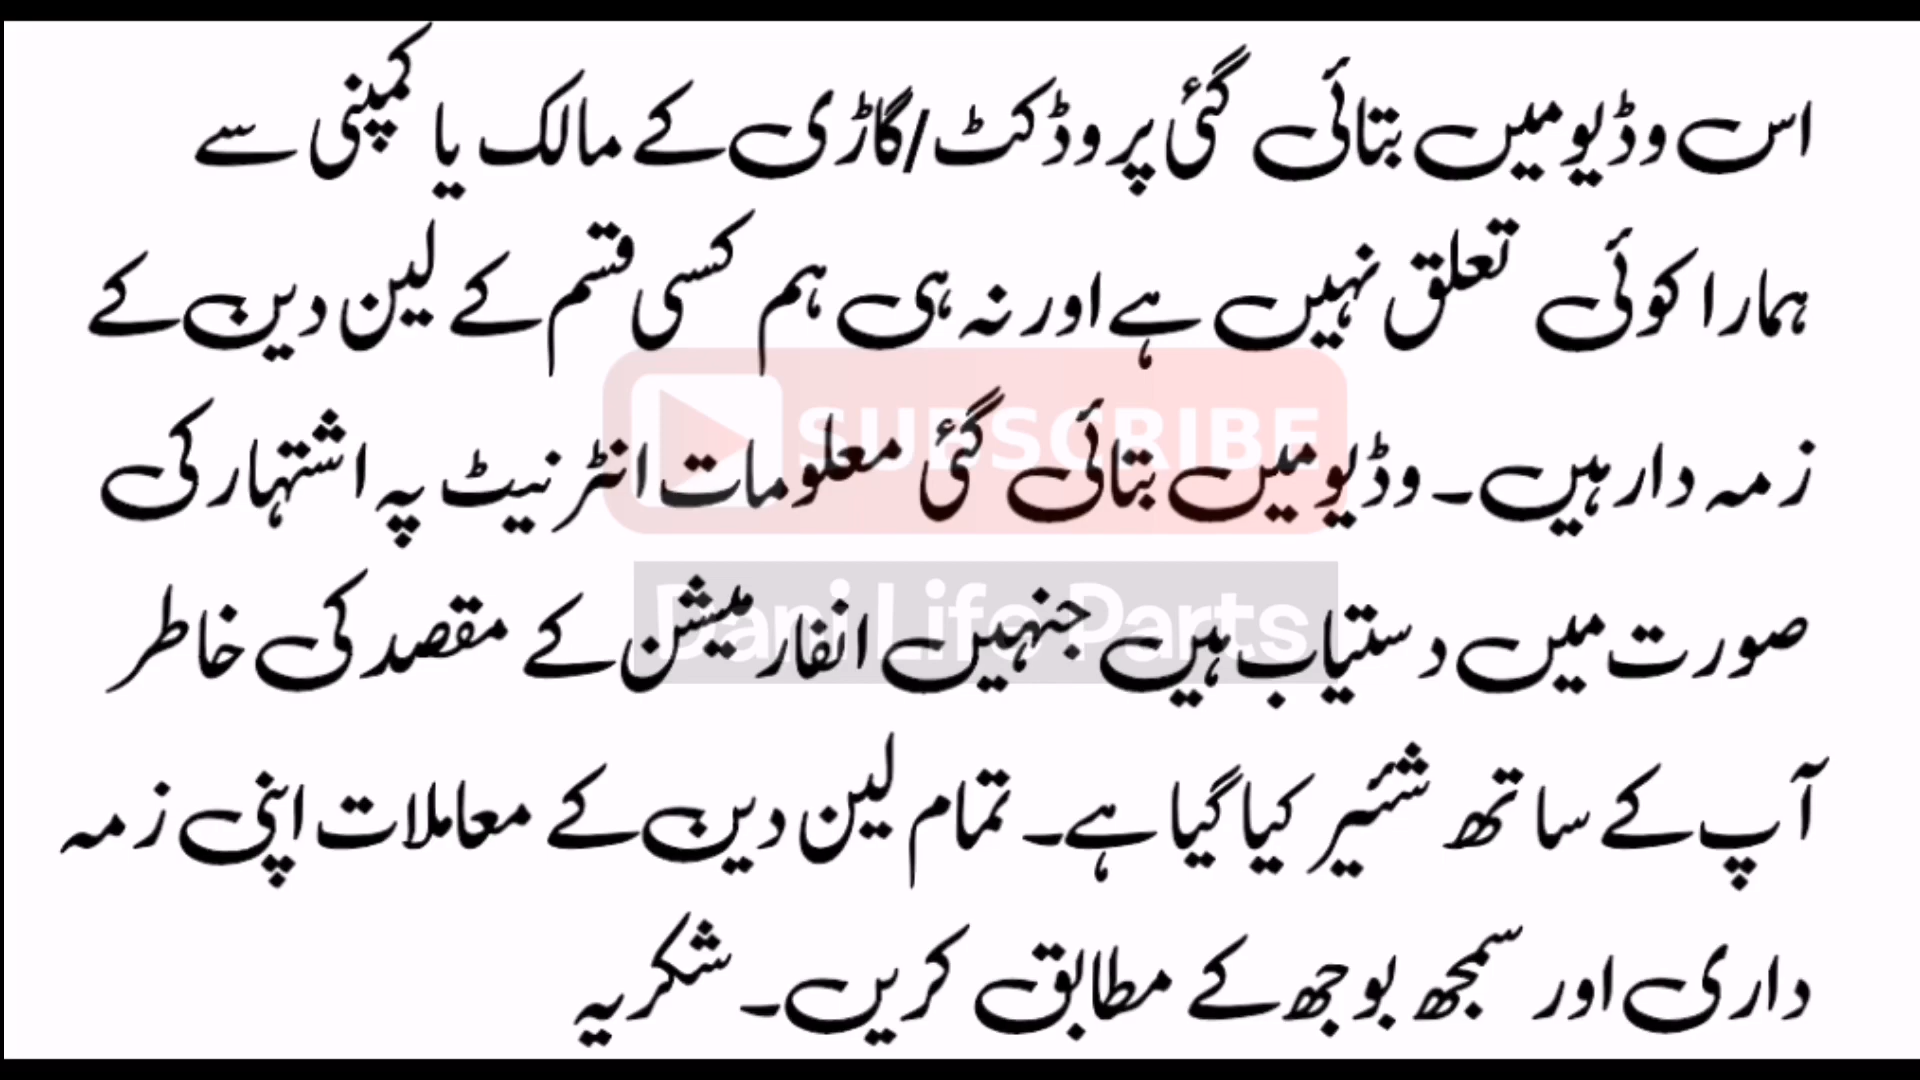 اس وڈیو میں بتائی گئی پروڈکٹ/گاڑی کے مالک یا کمپنی سے
ہمارا کوئی تعلق نہیں ہے اور نہ ہی ہم کسی قسم کے لین دین کے
زمہ دار ہیں۔ وڈیو میں بتائی گئی معلومات انٹرنیٹ پہ اشتہار کی
SUBSCRIBE
صورت میں دستیاب ہیں جنہیں انفارمیشن کے مقصد کی خاطر
Dani Life Parts
آپ کے ساتھ شئیر کیا گیا ہے۔ تمام لین دین کے معاملات اپنی زمہ
داری اور سمجھ بوجھ کے مطابق کریں۔ شکریہ